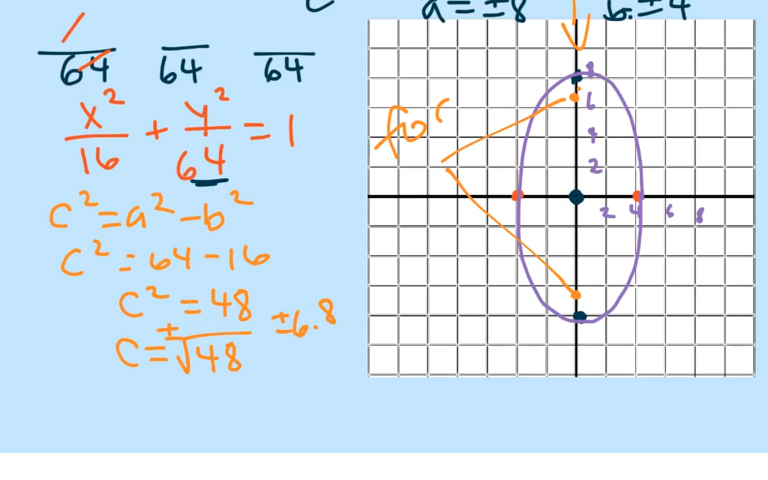 a = ±8 b = ±4
64 64 64
x²/16 + y²/64 = 1
c² = a² - b²
c² = 64 - 16
c² = 48
c = ±√48 ±6.8
foc
8
6
4
2
2 4 6 8